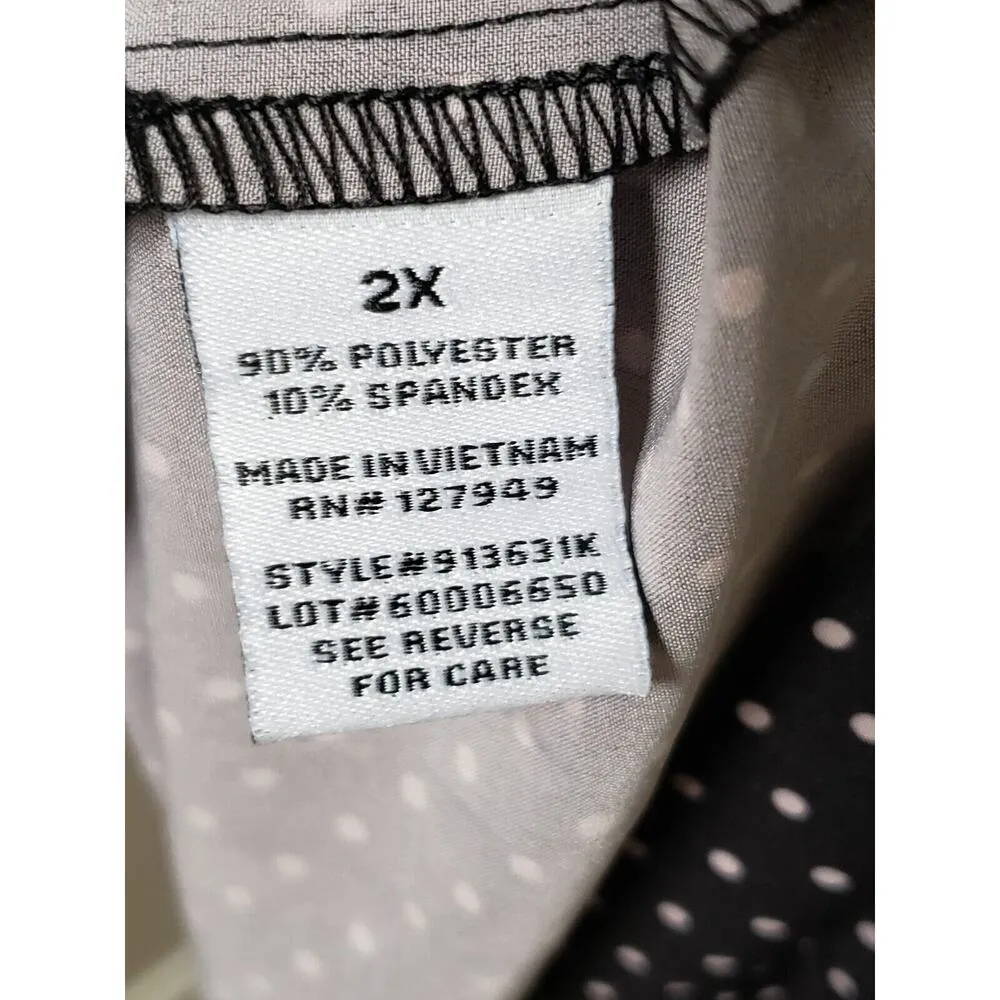 2X
90% POLYESTER
10% SPANDEX
MADE IN VIETNAM
RN# 127949
STYLE#913631K
LOT#60006650
SEE REVERSE
FOR CARE